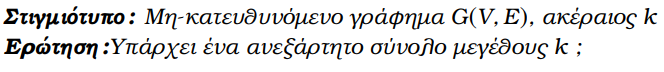 Στιγμιότυπο : Μη-κατευθυνόμενο γράφημα G(V, E), ακέραιος k
Ερώτηση :Υπάρχει ένα ανεξάρτητο σύνολο μεγέθους k ;